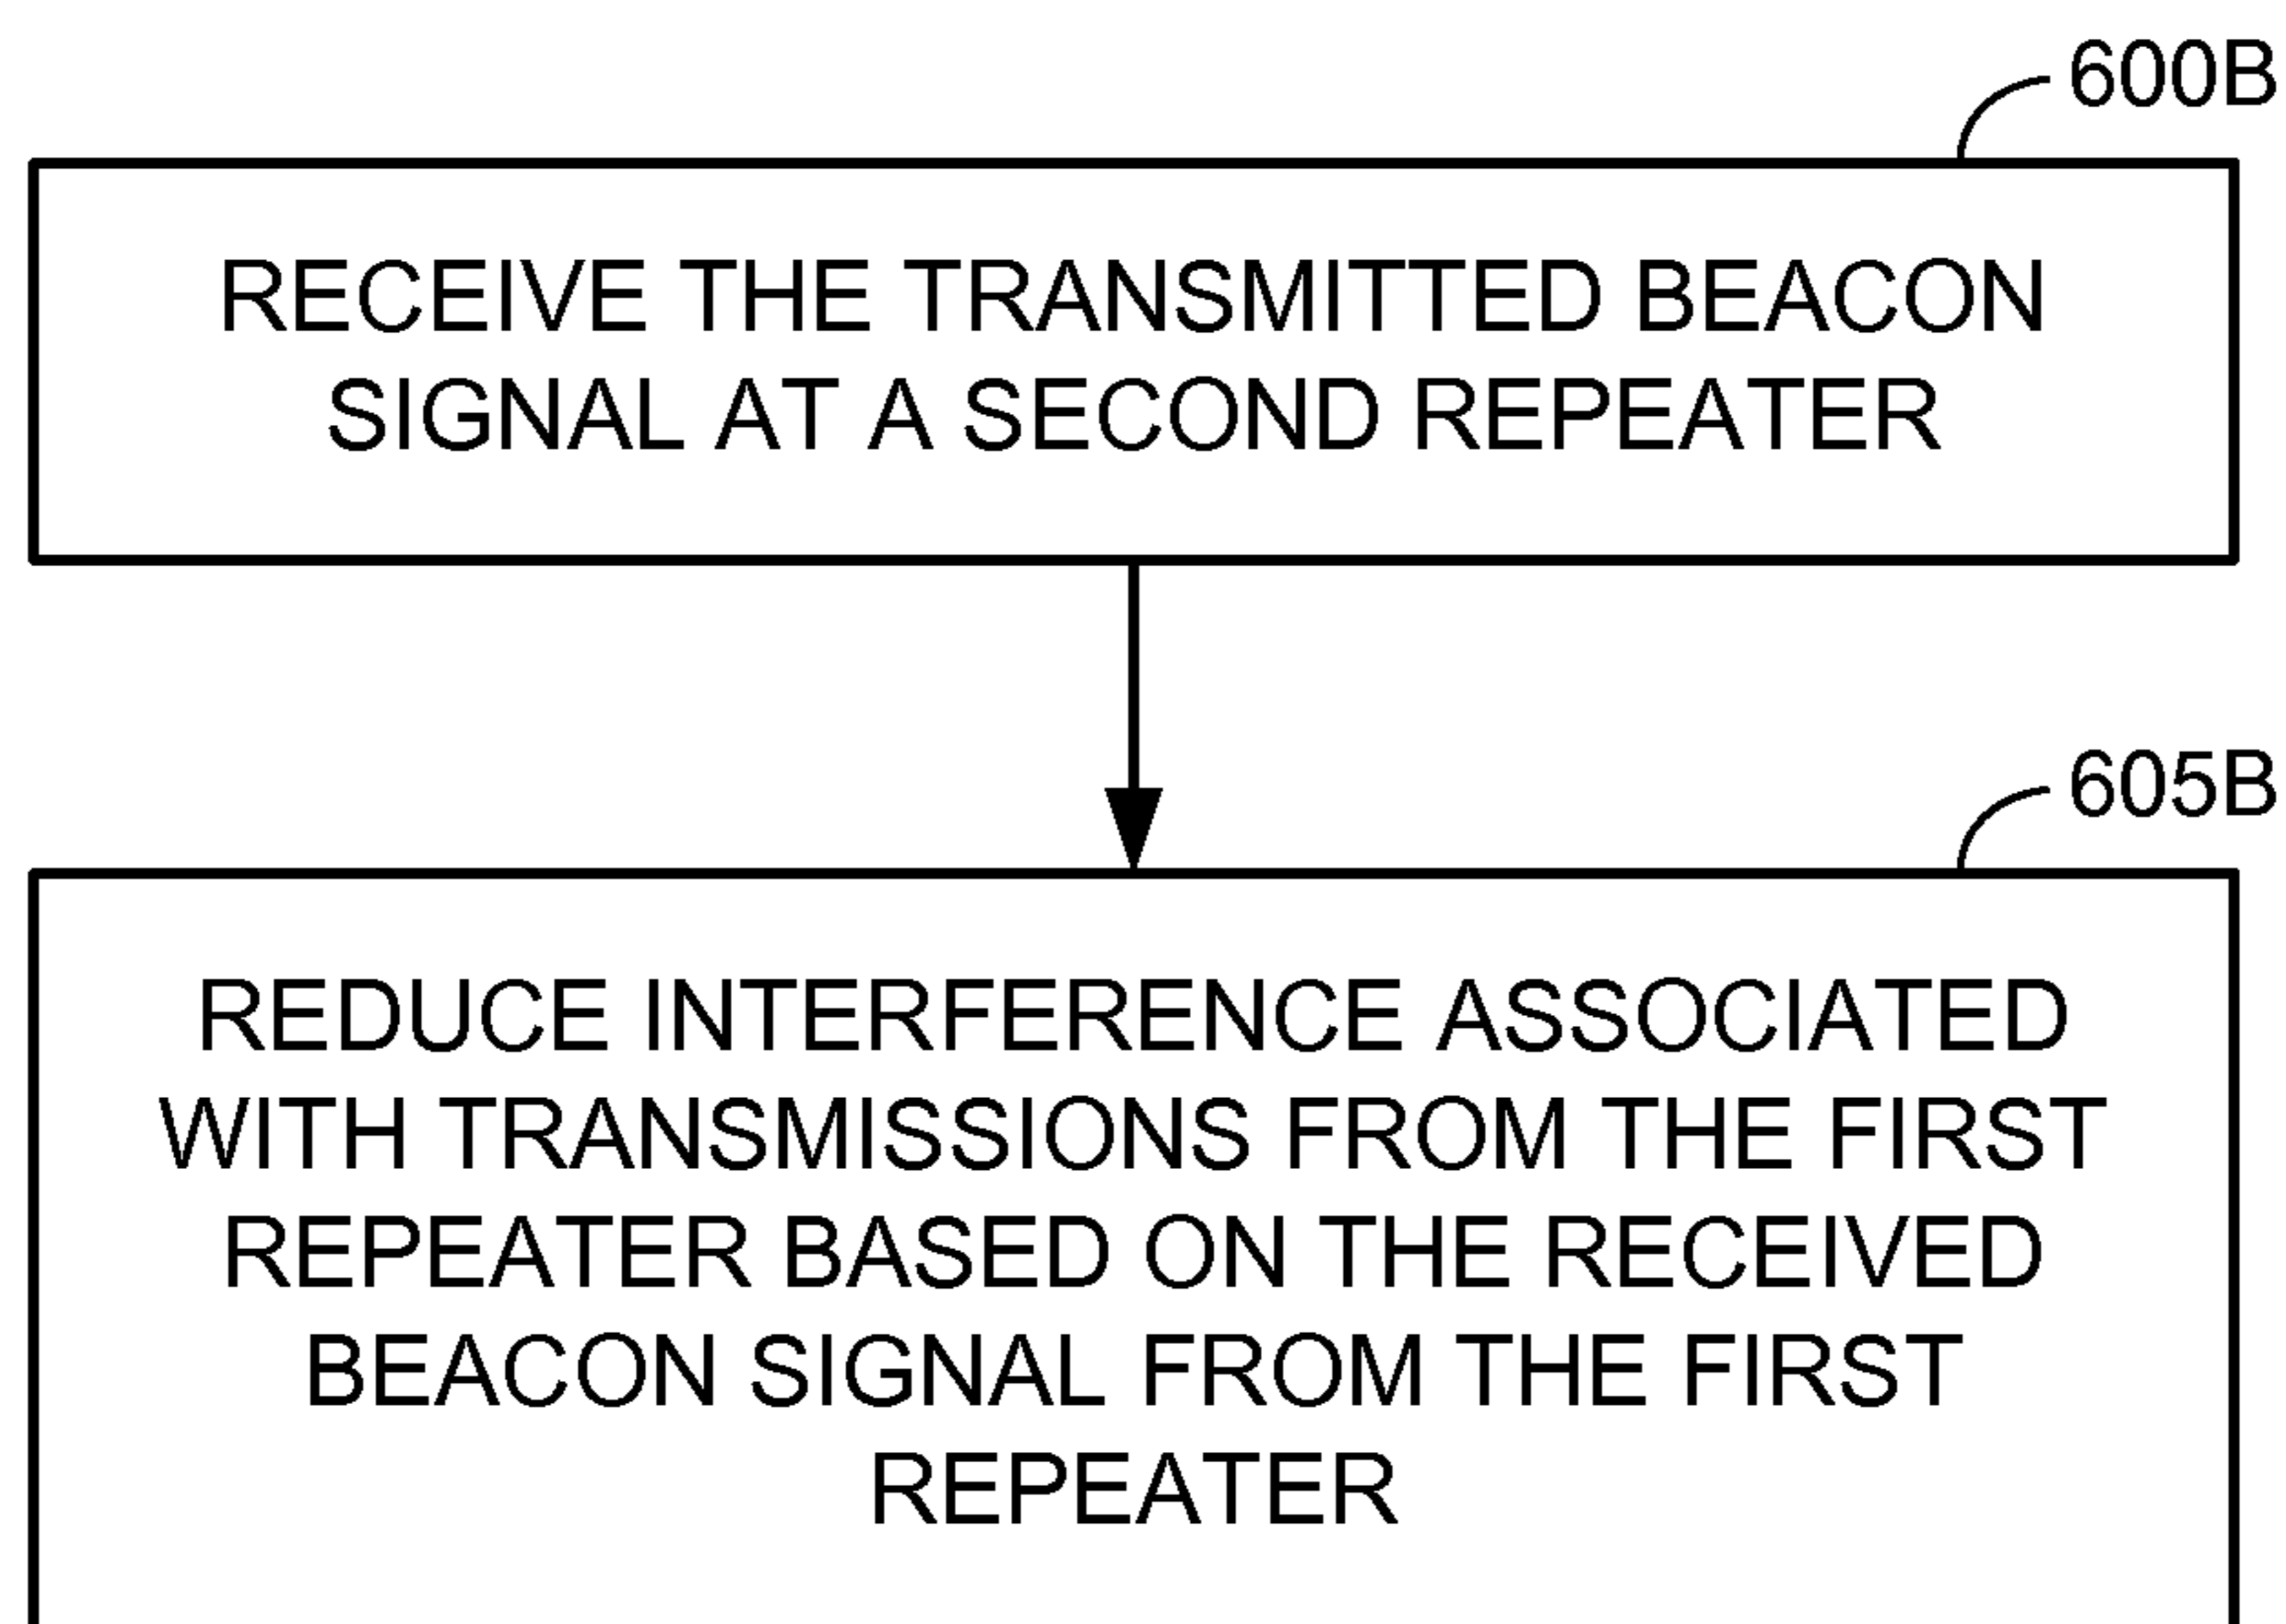 600B
RECEIVE THE TRANSMITTED BEACON
SIGNAL AT A SECOND REPEATER
605B
REDUCE INTERFERENCE ASSOCIATED
WITH TRANSMISSIONS FROM THE FIRST
REPEATER BASED ON THE RECEIVED
BEACON SIGNAL FROM THE FIRST
REPEATER